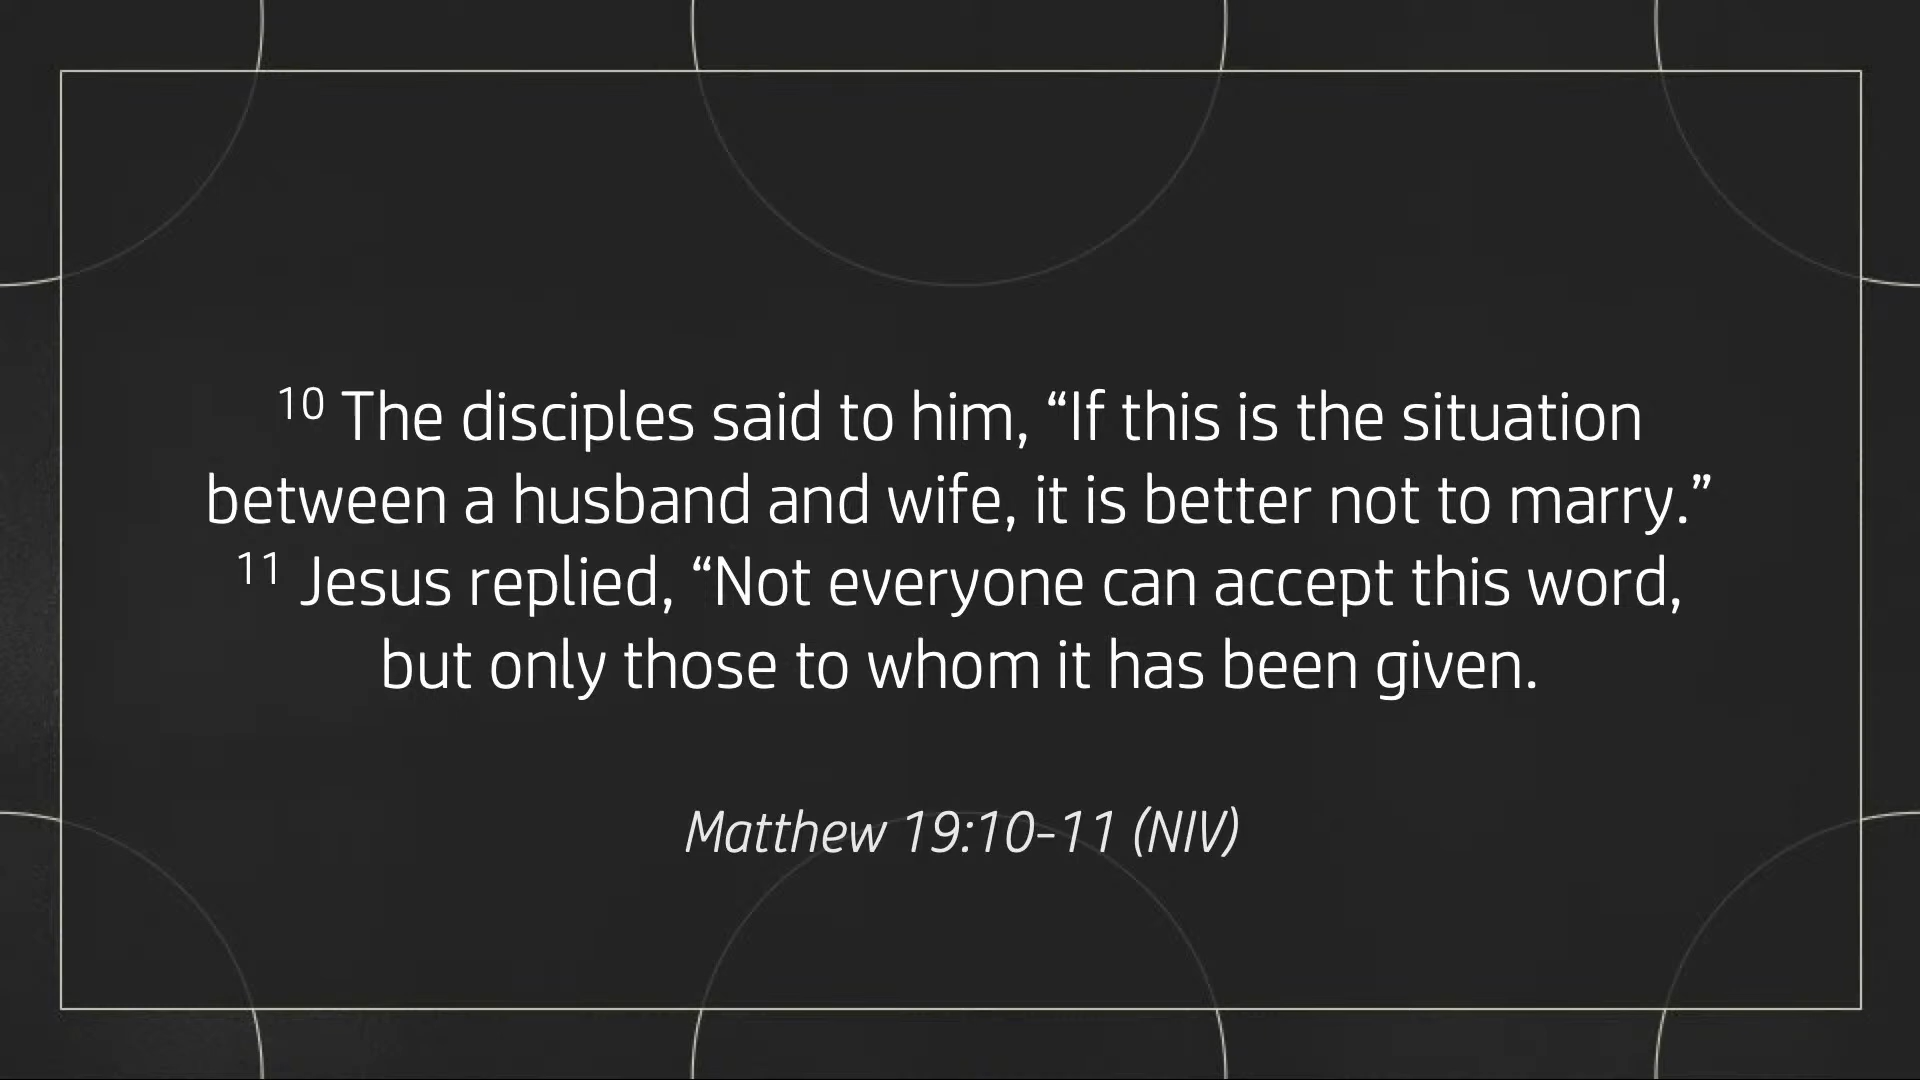 10 The disciples said to him, “If this is the situation
between a husband and wife, it is better not to marry.”
11 Jesus replied, “Not everyone can accept this word,
but only those to whom it has been given.
Matthew 19:10-11 (NIV)